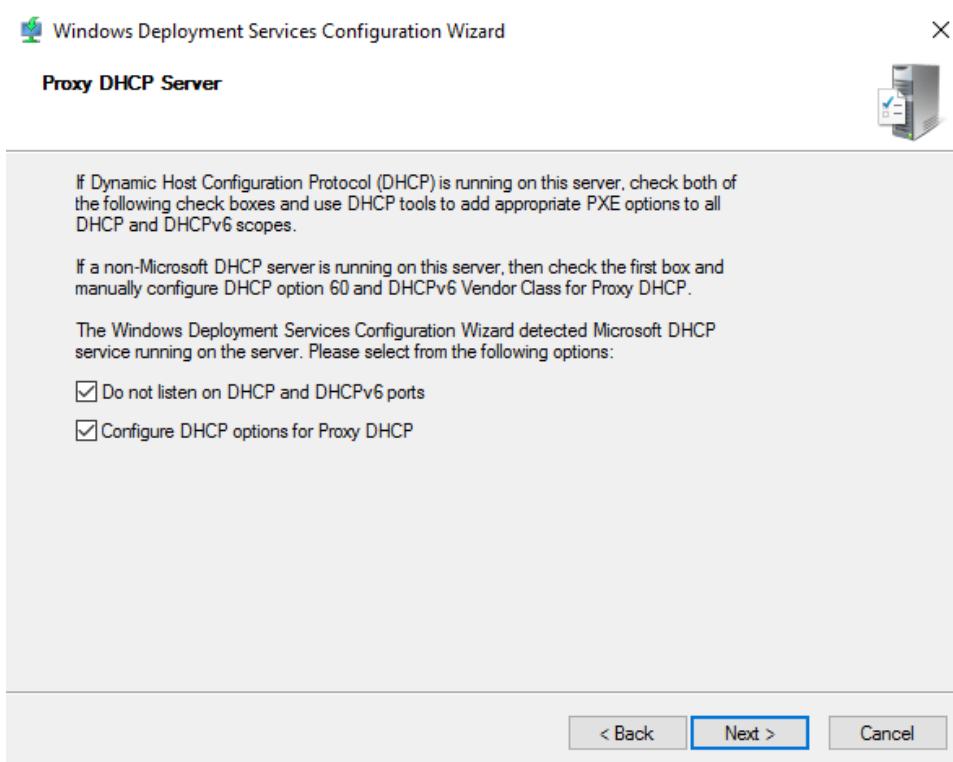 Windows Deployment Services Configuration Wizard
Proxy DHCP Server
If Dynamic Host Configuration Protocol (DHCP) is running on this server, check both of
the following check boxes and use DHCP tools to add appropriate PXE options to all
DHCP and DHCPv6 scopes.
If a non-Microsoft DHCP server is running on this server, then check the first box and
manually configure DHCP option 60 and DHCPv6 Vendor Class for Proxy DHCP.
The Windows Deployment Services Configuration Wizard detected Microsoft DHCP
service running on the server. Please select from the following options:
Do not listen on DHCP and DHCPv6 ports
Configure DHCP options for Proxy DHCP
< Back Next > Cancel